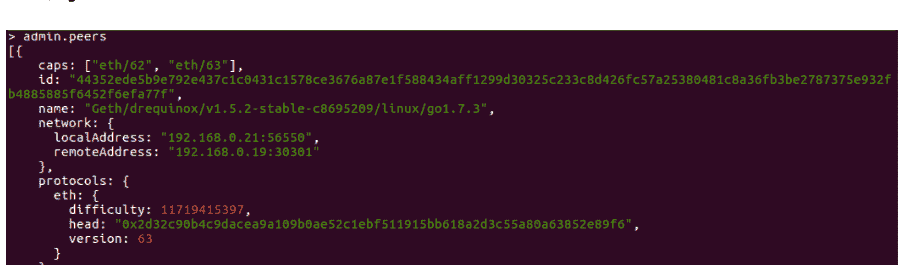 > admin.peers
[{
    caps: ["eth/62", "eth/63"],
    id: "44352ede5b9e792e437c1c0431c1578ce3676a87e1f588434aff1299d30325c233c8d426fc57a25380481c8a36fb3be2787375e932f
b4885885f6452f6efa77f",
    name: "Geth/drequinox/v1.5.2-stable-c8695209/linux/go1.7.3",
    network: {
      localAddress: "192.168.0.21:56550",
      remoteAddress: "192.168.0.19:30301"
    },
    protocols: {
      eth: {
        difficulty: 11719415397,
        head: "0x2d32c90b4c9dacea9a109b0ae52c1ebf511915bb618a2d3c55a80a63852e89f6",
        version: 63
      }